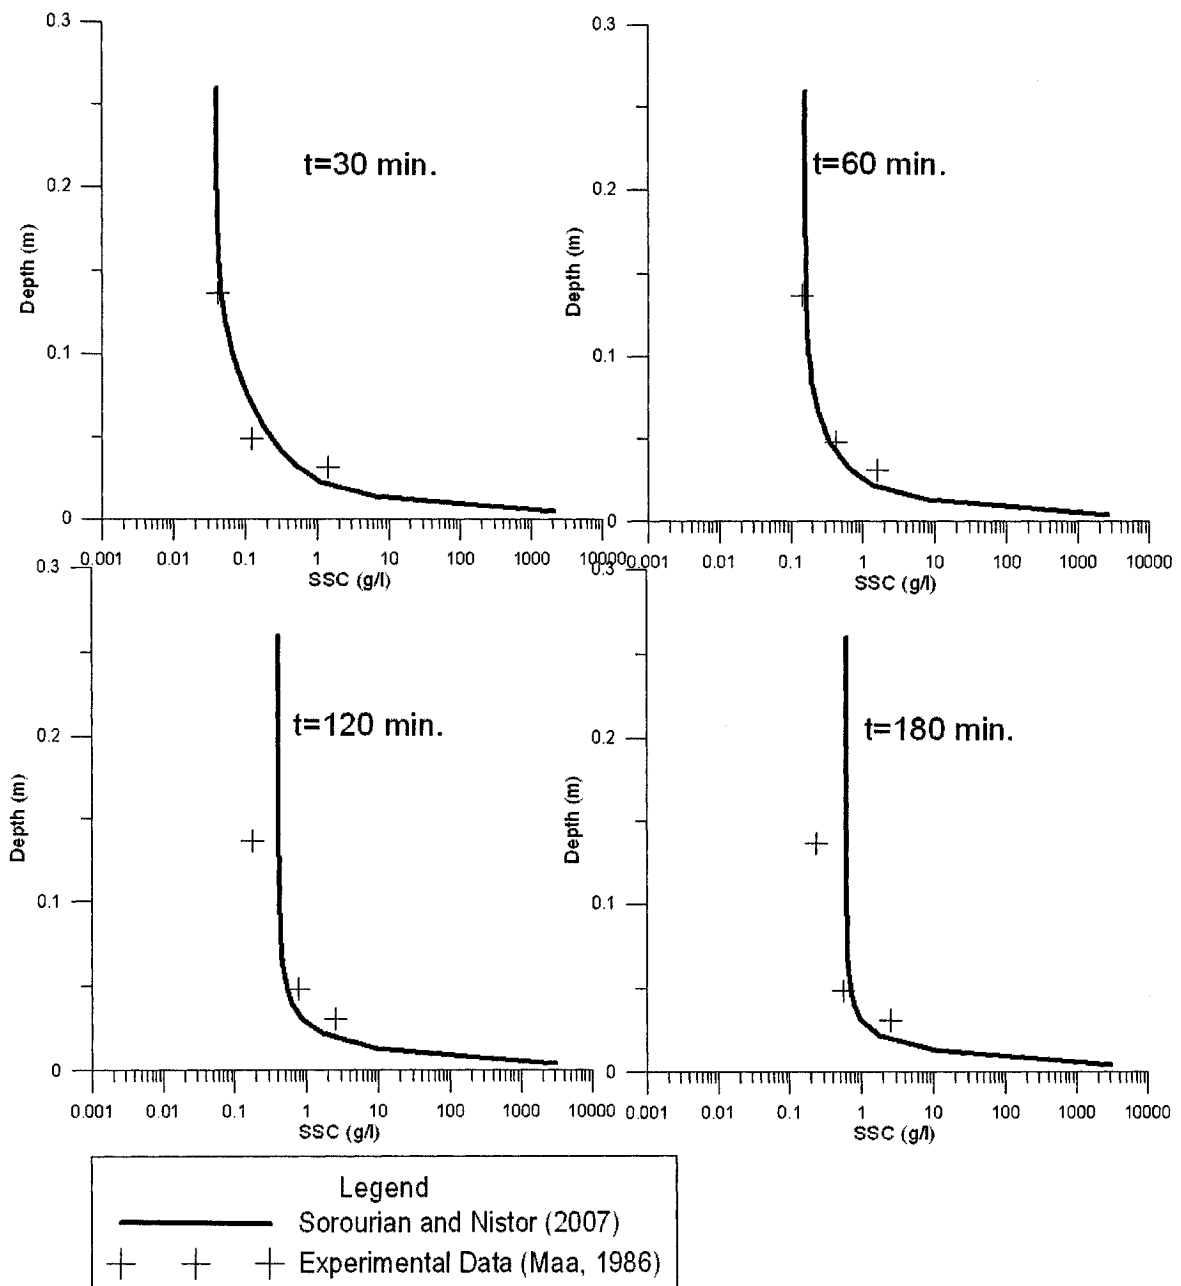 0.3
0.2
0.1
0
Depth (m)
t=30 min.
0.001 0.01 0.1 1 10 100 1000 10000
SSC (g/l)
0.3
0.2
0.1
0
Depth (m)
t=60 min.
0.001 0.01 0.1 1 10 100 1000 10000
SSC (g/l)
0.3
0.2
0.1
0
Depth (m)
t=120 min.
0.001 0.01 0.1 1 10 100 1000 10000
SSC (g/l)
0.3
0.2
0.1
0
Depth (m)
t=180 min.
0.001 0.01 0.1 1 10 100 1000 10000
SSC (g/l)
Legend
Sorourian and Nistor (2007)
Experimental Data (Maa, 1986)